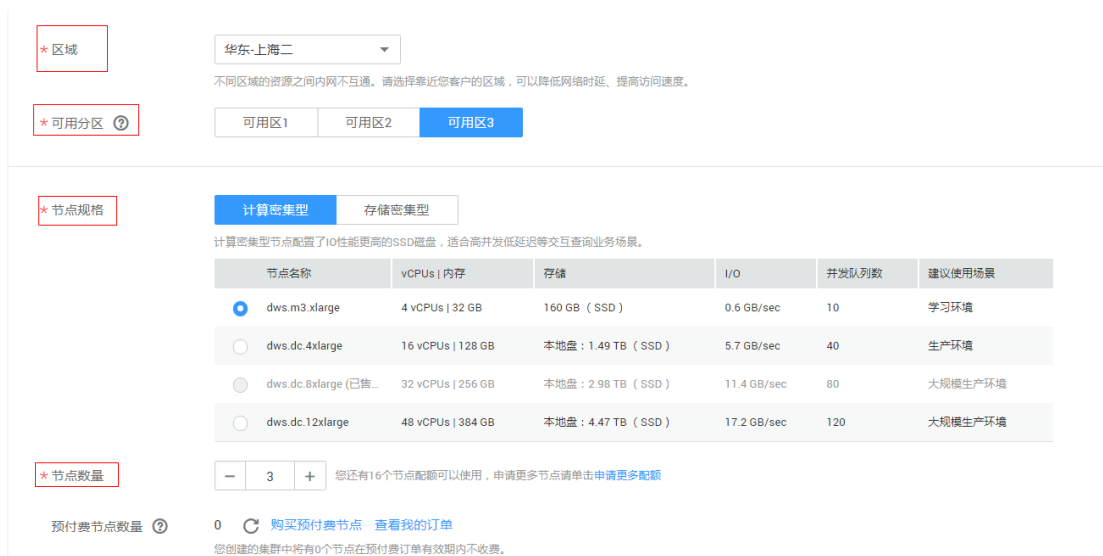 * 区域 华东-上海二
不同区域的资源之间内网不互通。请选择靠近您客户的区域，可以降低网络时延、提高访问速度。
* 可用分区 ? 可用区1 可用区2 可用区3
* 节点规格 计算密集型 存储密集型
计算密集型节点配置了IO性能更高的SSD磁盘，适合高并发低延迟等交互查询业务场景。
节点名称 vCPUs | 内存 存储 I/O 并发队列数 建议使用场景
dws.m3.xlarge 4 vCPUs | 32 GB 160 GB （SSD） 0.6 GB/sec 10 学习环境
dws.dc.4xlarge 16 vCPUs | 128 GB 本地盘：1.49 TB （SSD） 5.7 GB/sec 40 生产环境
dws.dc.8xlarge (已售... 32 vCPUs | 256 GB 本地盘：2.98 TB （SSD） 11.4 GB/sec 80 大规模生产环境
dws.dc.12xlarge 48 vCPUs | 384 GB 本地盘：4.47 TB （SSD） 17.2 GB/sec 120 大规模生产环境
* 节点数量 − 3 + 您还有16个节点配额可以使用，申请更多节点请单击申请更多配额
预付费节点数量 ? 0 购买预付费节点 查看我的订单
您创建的集群中将有0个节点在预付费订单有效期内不收费。